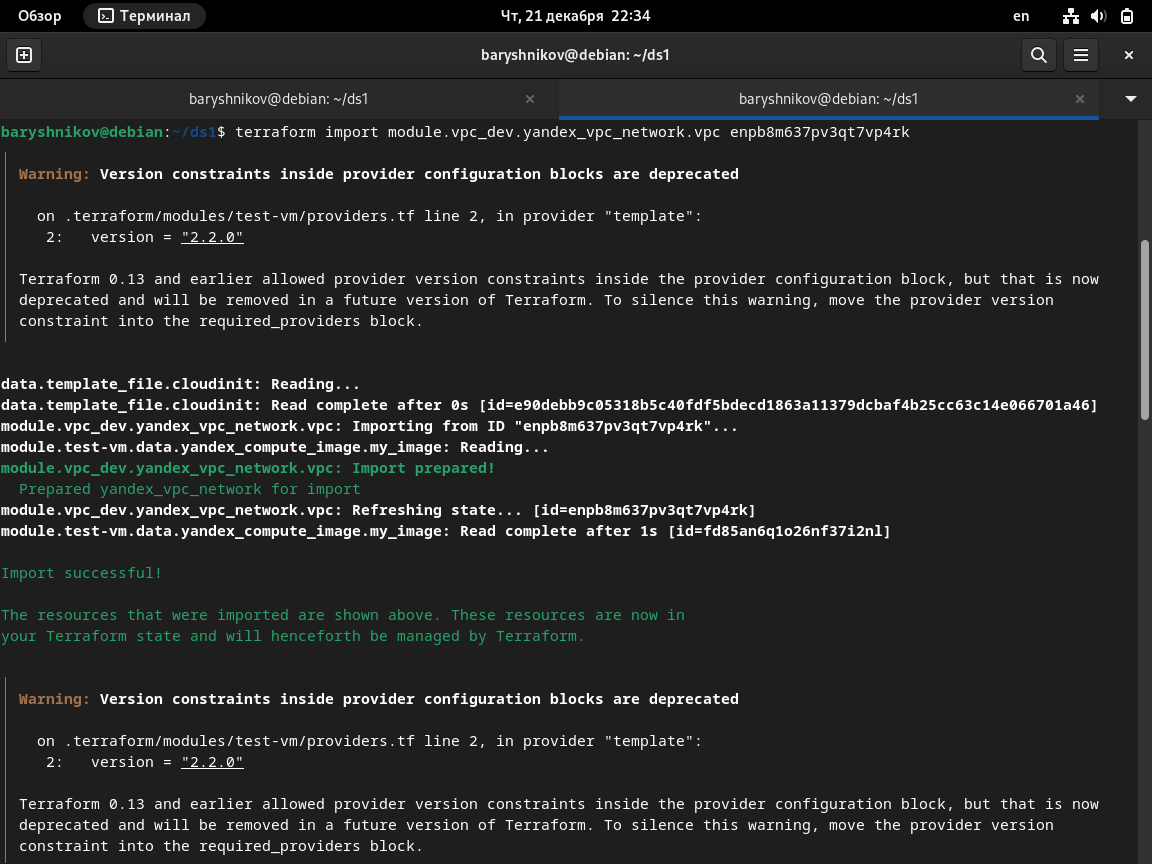 Обзор Терминал Чт, 21 декабря 22:34 en
baryshnikov@debian: ~/ds1
baryshnikov@debian: ~/ds1 baryshnikov@debian: ~/ds1
baryshnikov@debian:~/ds1$ terraform import module.vpc_dev.yandex_vpc_network.vpc enpb8m637pv3qt7vp4rk
Warning: Version constraints inside provider configuration blocks are deprecated
on .terraform/modules/test-vm/providers.tf line 2, in provider "template":
2: version = "2.2.0"
Terraform 0.13 and earlier allowed provider version constraints inside the provider configuration block, but that is now
deprecated and will be removed in a future version of Terraform. To silence this warning, move the provider version
constraint into the required_providers block.
data.template_file.cloudinit: Reading...
data.template_file.cloudinit: Read complete after 0s [id=e90debb9c05318b5c40fdf5bdecd1863a11379dcbaf4b25cc63c14e066701a46]
module.vpc_dev.yandex_vpc_network.vpc: Importing from ID "enpb8m637pv3qt7vp4rk"...
module.test-vm.data.yandex_compute_image.my_image: Reading...
module.vpc_dev.yandex_vpc_network.vpc: Import prepared!
Prepared yandex_vpc_network for import
module.vpc_dev.yandex_vpc_network.vpc: Refreshing state... [id=enpb8m637pv3qt7vp4rk]
module.test-vm.data.yandex_compute_image.my_image: Read complete after 1s [id=fd85an6q1o26nf37i2nl]
Import successful!
The resources that were imported are shown above. These resources are now in
your Terraform state and will henceforth be managed by Terraform.
Warning: Version constraints inside provider configuration blocks are deprecated
on .terraform/modules/test-vm/providers.tf line 2, in provider "template":
2: version = "2.2.0"
Terraform 0.13 and earlier allowed provider version constraints inside the provider configuration block, but that is now
deprecated and will be removed in a future version of Terraform. To silence this warning, move the provider version
constraint into the required_providers block.